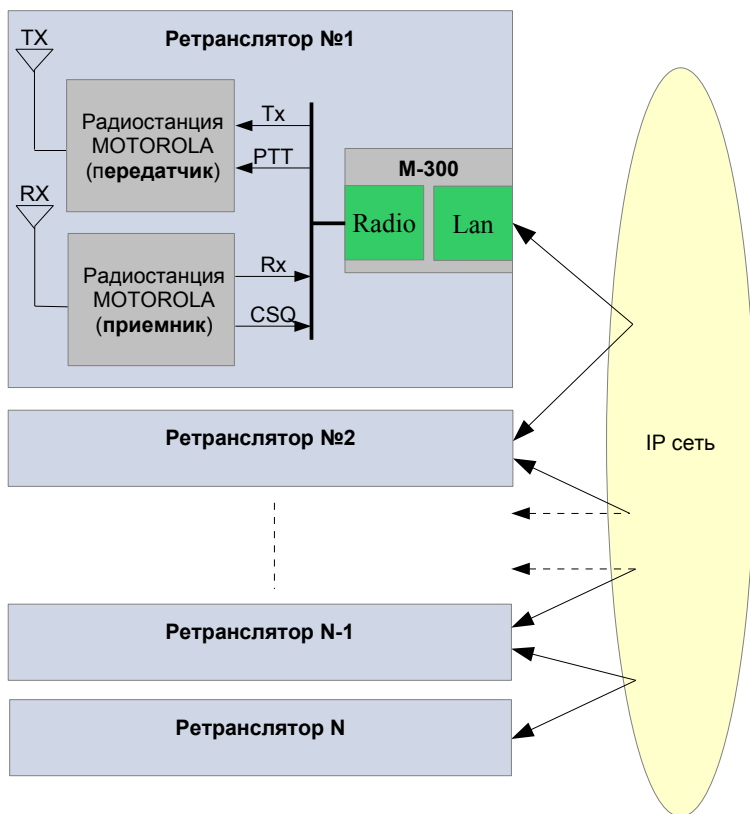 Ретранслятор №1
TX
Радиостанция
MOTOROLA
(передатчик)
Tx
PTT
M-300
Radio
Lan
RX
Радиостанция
MOTOROLA
(приемник)
Rx
CSQ
Ретранслятор №2
IP сеть
Ретранслятор N-1
Ретранслятор N